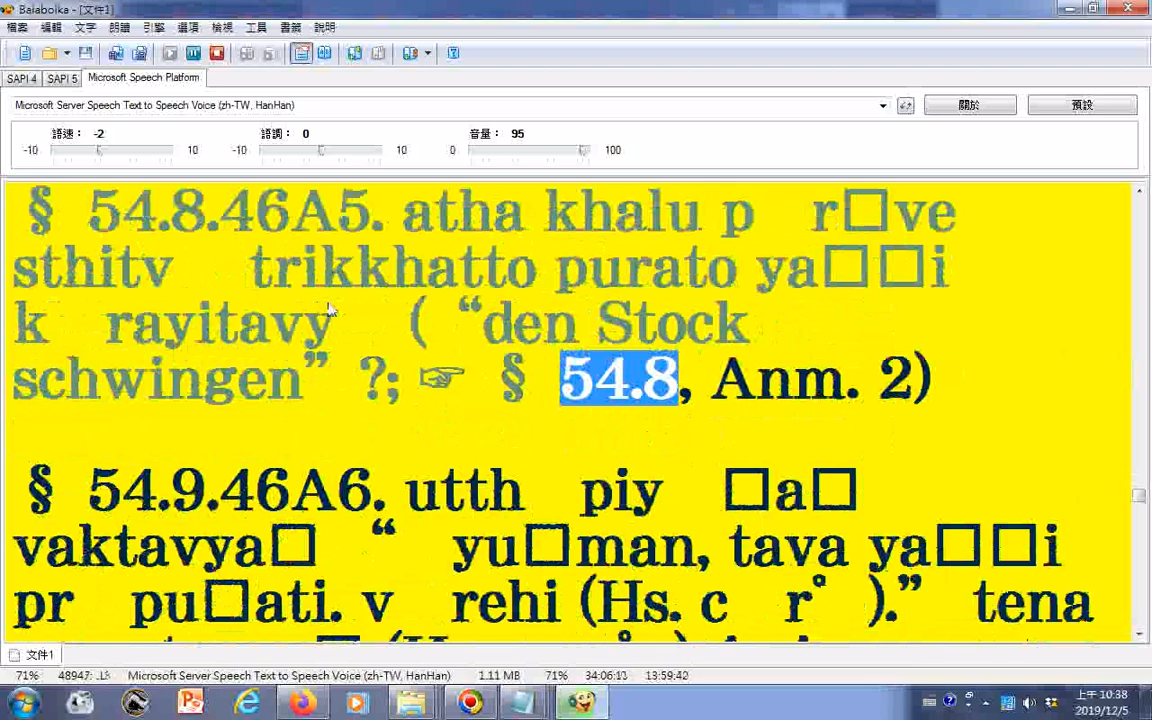 Balabolka - [文件1]
檔案 編輯 文字 朗讀 引擎 選項 檢視 工具 書籤 說明
SAPI 4 SAPI 5 Microsoft Speech Platform
Microsoft Server Speech Text to Speech Voice (zh-TW, HanHan) 關於 預設
語速: -2 語調: 0 音量: 95
-10 10 -10 10 0 100
§ 54.8.46A5. atha khalu p r□ve
sthitv trikkhatto purato ya□□i
k rayitavy ( “den Stock
schwingen” ?; ☞ § 54.8, Anm. 2)
§ 54.9.46A6. utth piy □a□
vaktavya□ “ yu□man, tava ya□□i
pr pu□ati. v rehi (Hs. c r° ).” tena
文件1
71% Microsoft Server Speech Text to Speech Voice (zh-TW, HanHan) 1.11 MB 71% 34:06:13 13:59:42
上午 10:38
2019/12/5